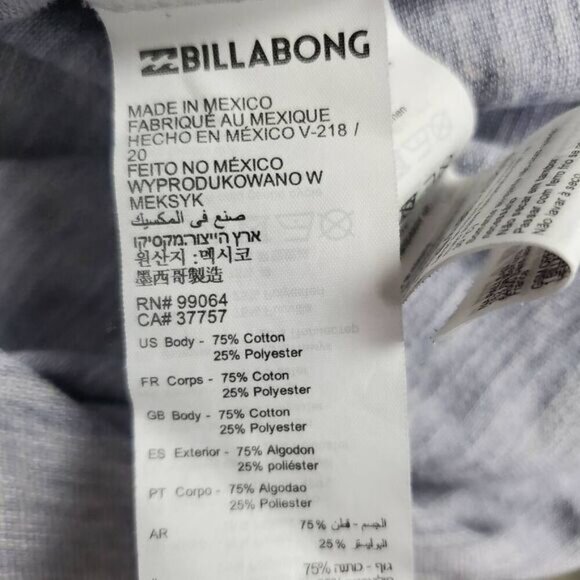 BILLABONG
MADE IN MEXICO
FABRIQUÉ AU MEXIQUE
HECHO EN MÉXICO V-218 /
20
FEITO NO MÉXICO
WYPRODUKOWANO W
MEKSYK
صنع في المكسيك
ארץ הייצור:מקסיקו
원산지 :멕시코
墨西哥製造
RN# 99064
CA# 37757
US Body - 75% Cotton
25% Polyester
FR Corps - 75% Coton
25% Polyester
GB Body - 75% Cotton
25% Polyester
ES Exterior - 75% Algodon
25% poliéster
PT Corpo - 75% Algodao
25% Polyester
AR الجسم - قطن 75%
البوليستر 25%
גוף - כותנה 75%